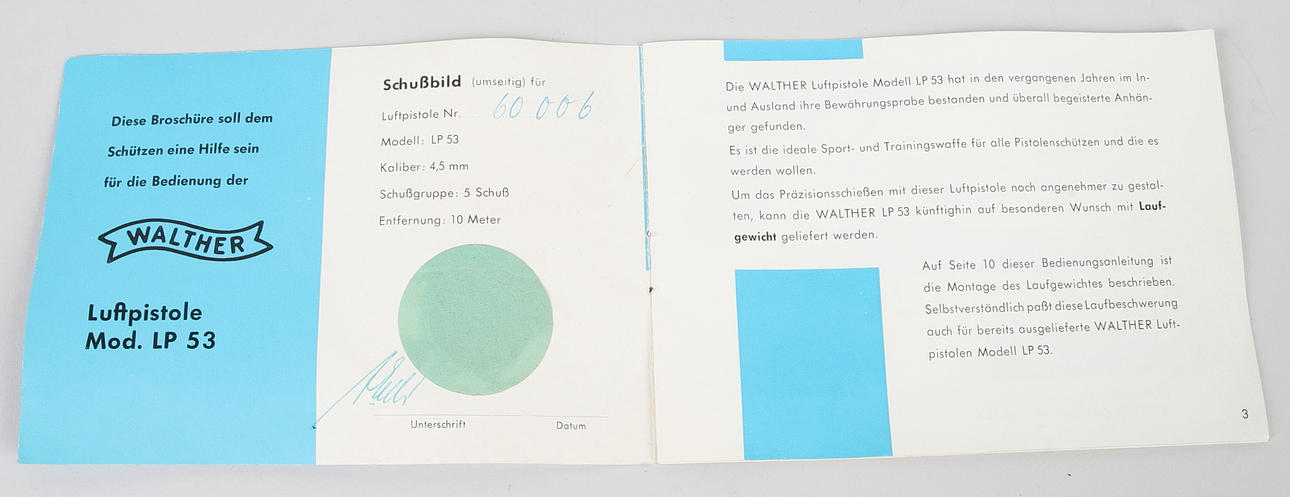 Diese Broschüre soll dem
Schützen eine Hilfe sein
für die Bedienung der
WALTHER
Luftpistole
Mod. LP 53
Schußbild (umseitig) für
Luftpistole Nr. 60 006
Modell: LP 53
Kaliber: 4,5 mm
Schußgruppe: 5 Schuß
Entfernung: 10 Meter
Unterschrift Datum
Die WALTHER Luftpistole Modell LP 53 hat in den vergangenen Jahren im In-
und Ausland ihre Bewährungsprobe bestanden und überall begeisterte Anhän-
ger gefunden.
Es ist die ideale Sport- und Trainingswaffe für alle Pistolenschützen und die es
werden wollen.
Um das Präzisionsschießen mit dieser Luftpistole noch angenehmer zu gestal-
ten, kann die WALTHER LP 53 künftighin auf besonderen Wunsch mit Lauf-
gewicht geliefert werden.
Auf Seite 10 dieser Bedienungsanleitung ist
die Montage des Laufgewichtes beschrieben.
Selbstverständlich paßt diese Laufbeschwerung
auch für bereits ausgelieferte WALTHER Luft-
pistolen Modell LP 53.
3